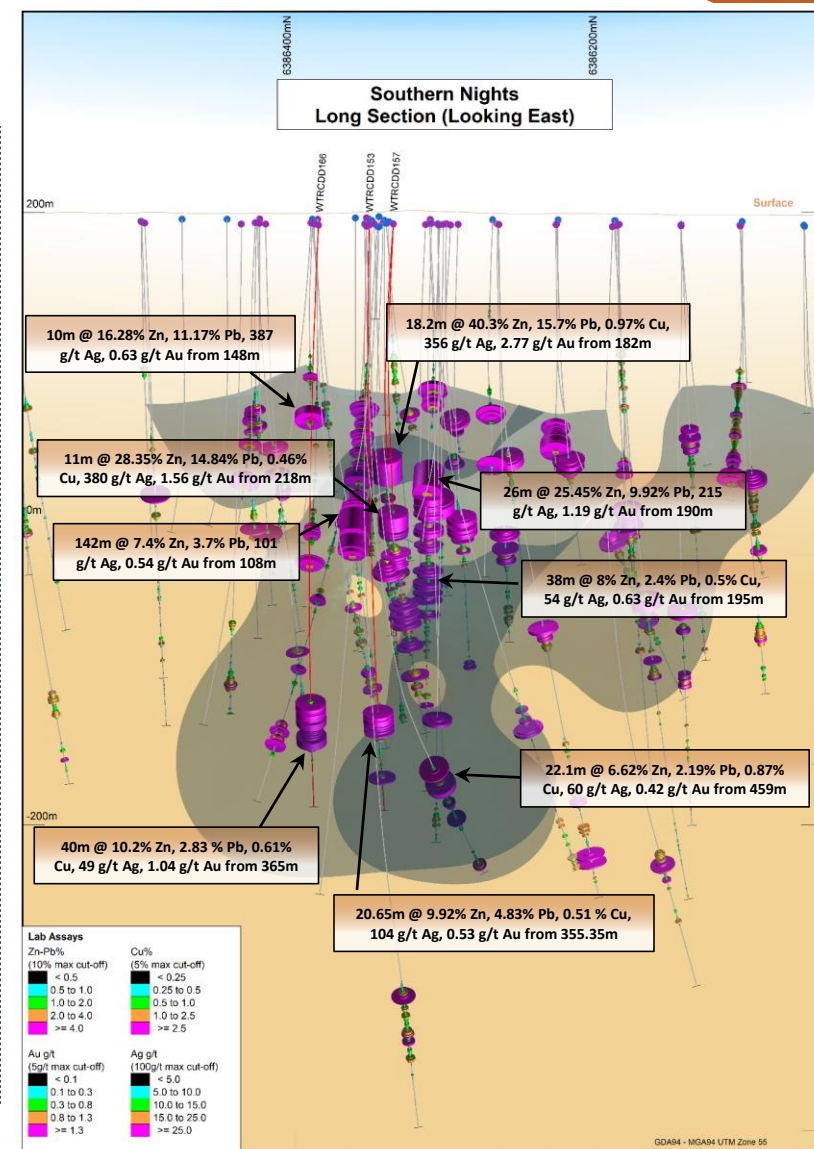 6386400mN
6386200mN
Southern Nights
Long Section (Looking East)
WTRCDD166
WTRCDD153
WTRCDD157
200m
Surface
10m @ 16.28% Zn, 11.17% Pb, 387
g/t Ag, 0.63 g/t Au from 148m
18.2m @ 40.3% Zn, 15.7% Pb, 0.97% Cu,
356 g/t Ag, 2.77 g/t Au from 182m
11m @ 28.35% Zn, 14.84% Pb, 0.46%
Cu, 380 g/t Ag, 1.56 g/t Au from 218m
26m @ 25.45% Zn, 9.92% Pb, 215
g/t Ag, 1.19 g/t Au from 190m
0m
142m @ 7.4% Zn, 3.7% Pb, 101
g/t Ag, 0.54 g/t Au from 108m
38m @ 8% Zn, 2.4% Pb, 0.5% Cu,
54 g/t Ag, 0.63 g/t Au from 195m
22.1m @ 6.62% Zn, 2.19% Pb, 0.87%
Cu, 60 g/t Ag, 0.42 g/t Au from 459m
-200m
40m @ 10.2% Zn, 2.83 % Pb, 0.61%
Cu, 49 g/t Ag, 1.04 g/t Au from 365m
20.65m @ 9.92% Zn, 4.83% Pb, 0.51 % Cu,
104 g/t Ag, 0.53 g/t Au from 355.35m
Lab Assays
Zn-Pb%
(10% max cut-off)
< 0.5
0.5 to 1.0
1.0 to 2.0
2.0 to 4.0
>= 4.0
Cu%
(5% max cut-off)
< 0.25
0.25 to 0.5
0.5 to 1.0
1.0 to 2.5
>= 2.5
Au g/t
(5g/t max cut-off)
< 0.1
0.1 to 0.3
0.3 to 0.8
0.8 to 1.3
>= 1.3
Ag g/t
(100g/t max cut-off)
< 5.0
5.0 to 10.0
10.0 to 15.0
15.0 to 25.0
>= 25.0
GDA94 - MGA94 UTM Zone 55